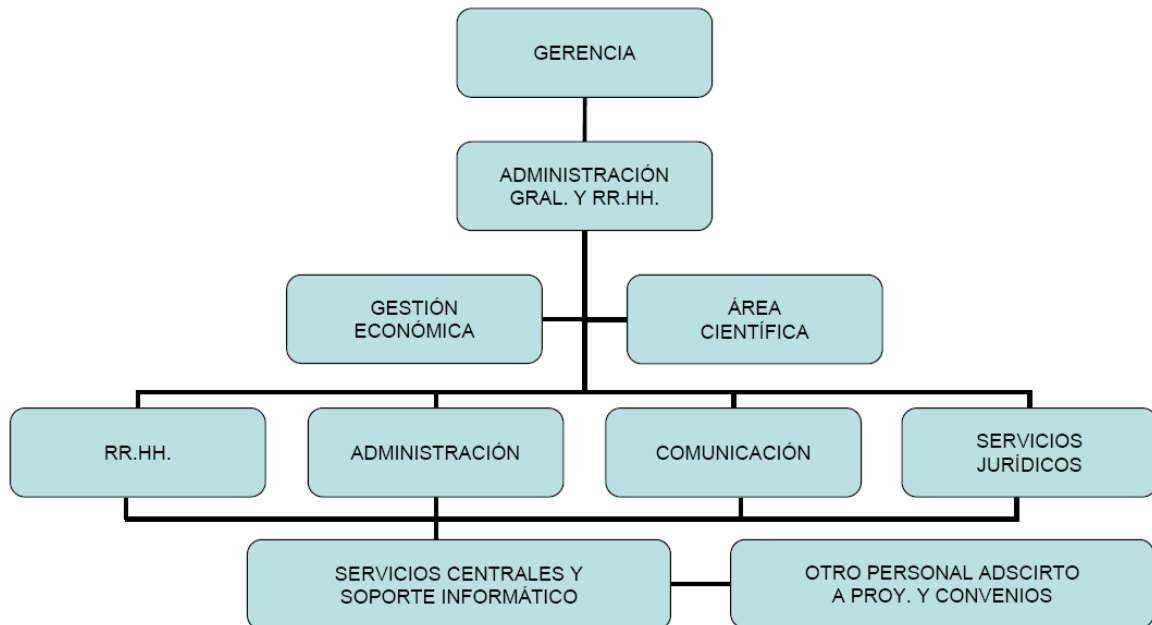 GERENCIA
ADMINISTRACIÓN
GRAL. Y RR.HH.
GESTIÓN
ECONÓMICA
ÁREA
CIENTÍFICA
RR.HH.
ADMINISTRACIÓN
COMUNICACIÓN
SERVICIOS
JURÍDICOS
SERVICIOS CENTRALES Y
SOPORTE INFORMÁTICO
OTRO PERSONAL ADSCIRTO
A PROY. Y CONVENIOS